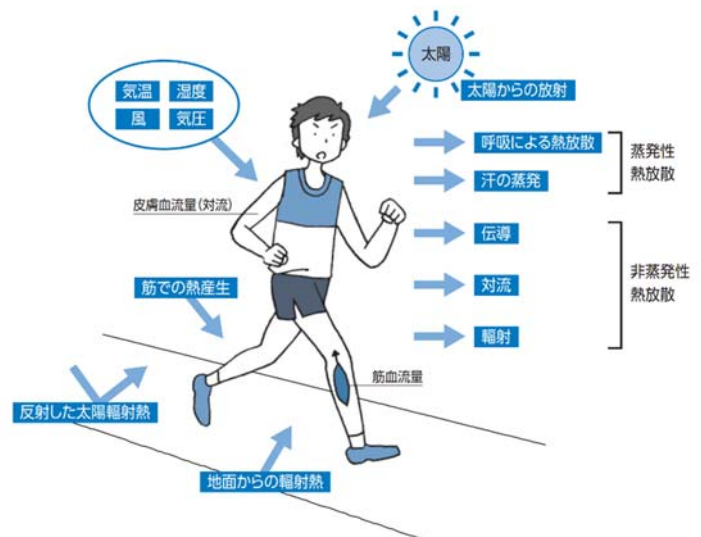 太陽
気温 湿度
風 気圧
太陽からの放射
呼吸による熱放散
汗の蒸発
蒸発性
熱放散
皮膚血流量(対流)
伝導
対流
輻射
非蒸発性
熱放散
筋での熱産生
筋血流量
反射した太陽輻射熱
地面からの輻射熱